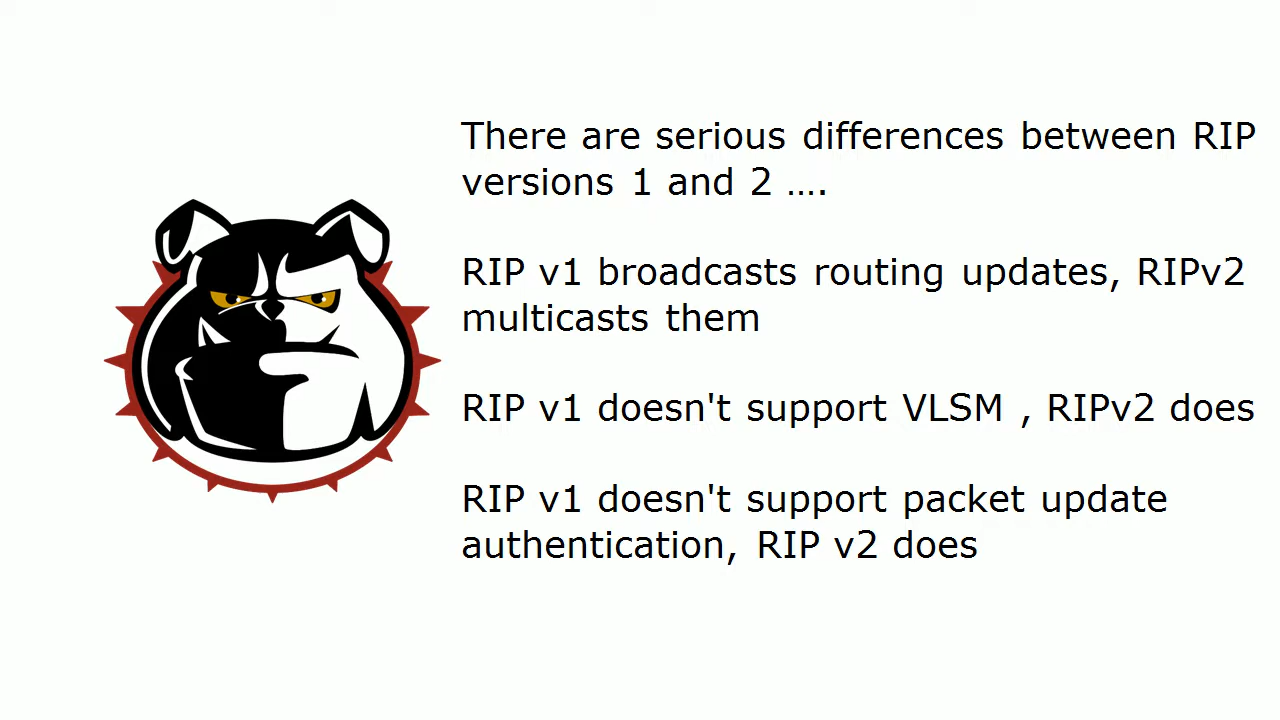 There are serious differences between RIP
versions 1 and 2 ....
RIP v1 broadcasts routing updates, RIPv2
multicasts them
RIP v1 doesn't support VLSM , RIPv2 does
RIP v1 doesn't support packet update
authentication, RIP v2 does